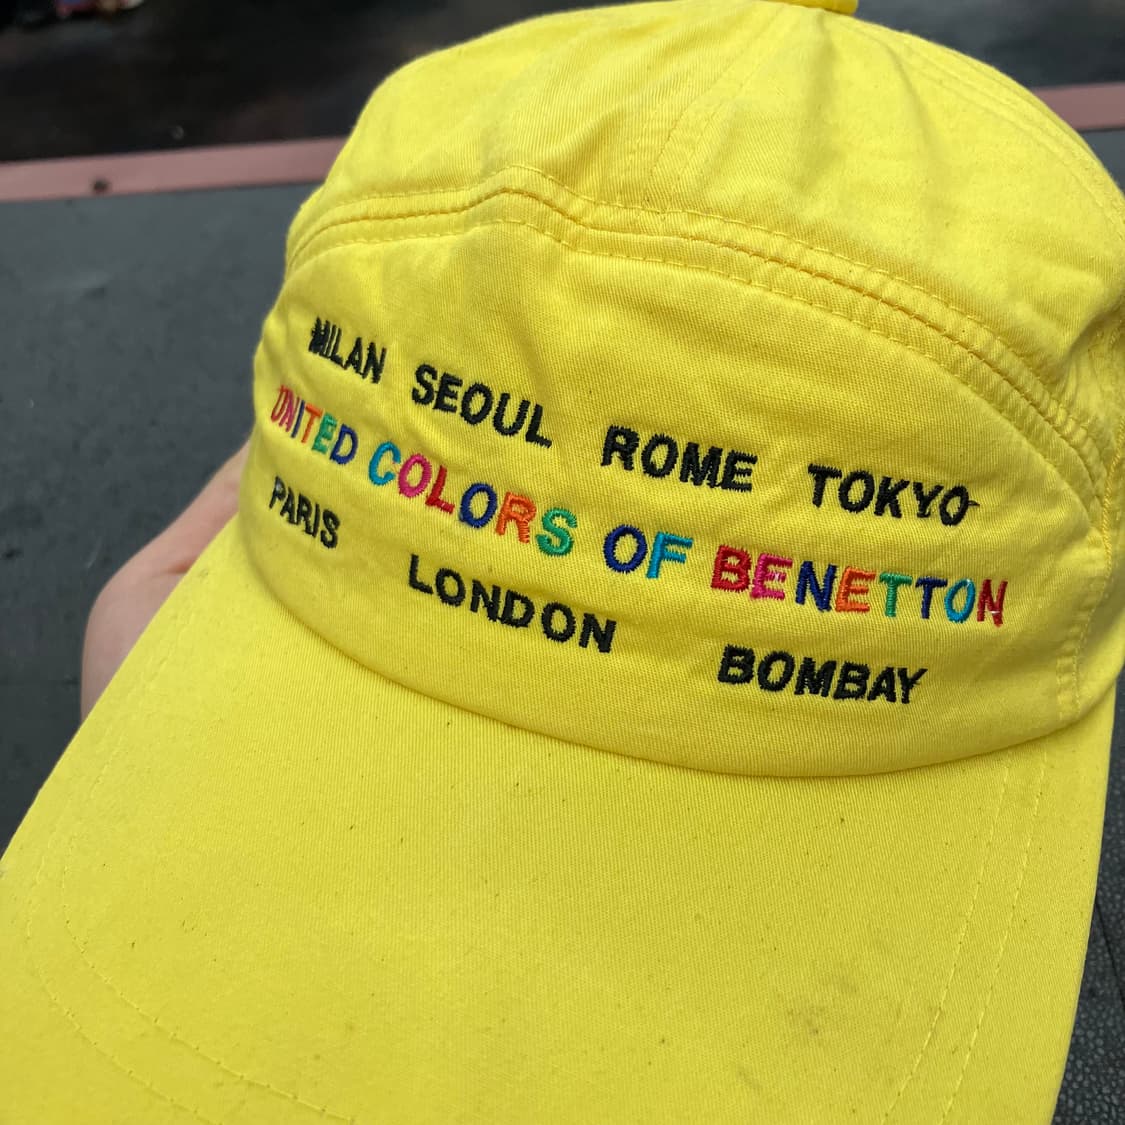 MILAN SEOUL ROME TOKYO
UNITED COLORS OF BENETTON
PARIS LONDON BOMBAY